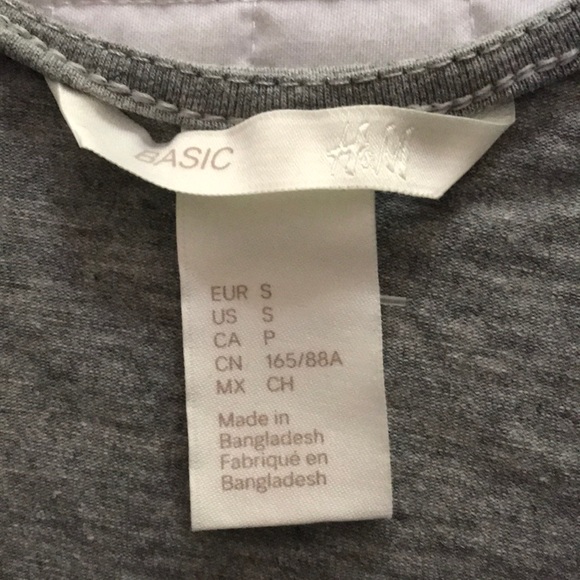 BASIC H&M
EUR S
US S
CA P
CN 165/88A
MX CH
Made in
Bangladesh
Fabriqué en
Bangladesh